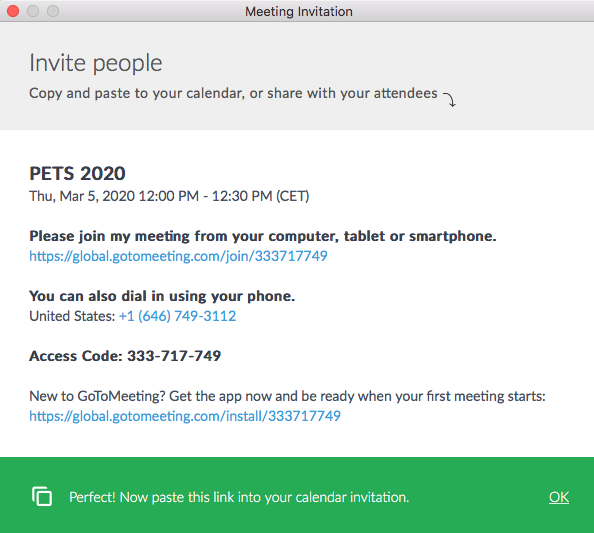 Meeting Invitation
Invite people
Copy and paste to your calendar, or share with your attendees
PETS 2020
Thu, Mar 5, 2020 12:00 PM - 12:30 PM (CET)
Please join my meeting from your computer, tablet or smartphone.
https://global.gotomeeting.com/join/333717749
You can also dial in using your phone.
United States: +1 (646) 749-3112
Access Code: 333-717-749
New to GoToMeeting? Get the app now and be ready when your first meeting starts:
https://global.gotomeeting.com/install/333717749
Perfect! Now paste this link into your calendar invitation. OK